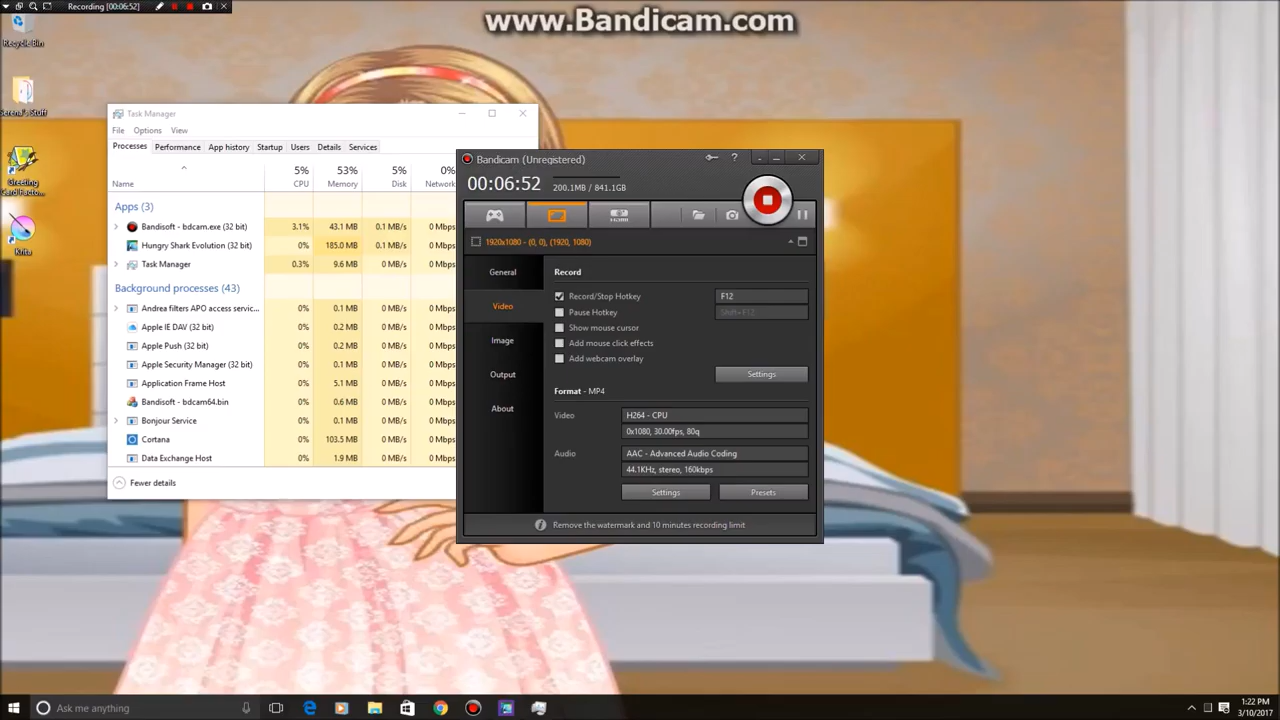 Recording [00:06:52]
www.Bandicam.com
Recycle Bin
Serena's Stuff
Greeting
Card Facto...
Krita
Task Manager
File Options View
Processes Performance App history Startup Users Details Services
5% 53% 5% 0%
Name CPU Memory Disk Network
Apps (3)
Bandisoft - bdcam.exe (32 bit) 3.1% 43.1 MB 0.1 MB/s 0 Mbps
Hungry Shark Evolution (32 bit) 0% 185.0 MB 0.1 MB/s 0 Mbps
Task Manager 0.3% 9.6 MB 0 MB/s 0 Mbps
Background processes (43)
Andrea filters APO access servic... 0% 0.1 MB 0 MB/s 0 Mbps
Apple IE DAV (32 bit) 0% 0.2 MB 0 MB/s 0 Mbps
Apple Push (32 bit) 0% 0.2 MB 0 MB/s 0 Mbps
Apple Security Manager (32 bit) 0% 0.1 MB 0 MB/s 0 Mbps
Application Frame Host 0% 5.1 MB 0 MB/s 0 Mbps
Bandisoft - bdcam64.bin 0% 0.6 MB 0 MB/s 0 Mbps
Bonjour Service 0% 0.1 MB 0 MB/s 0 Mbps
Cortana 0% 103.5 MB 0 MB/s 0 Mbps
Data Exchange Host 0% 1.9 MB 0 MB/s 0 Mbps
Fewer details
Bandicam (Unregistered)
?
00:06:52 200.1MB / 841.1GB
HDMI
1920x1080 - (0, 0), (1920, 1080)
General
Video
Image
Output
About
Record
Record/Stop Hotkey F12
Pause Hotkey Shift+F12
Show mouse cursor
Add mouse click effects
Add webcam overlay
Settings
Format - MP4
Video H264 - CPU
0x1080, 30.00fps, 80q
Audio AAC - Advanced Audio Coding
44.1KHz, stereo, 160kbps
Settings Presets
Remove the watermark and 10 minutes recording limit
Ask me anything
1:22 PM
3/10/2017